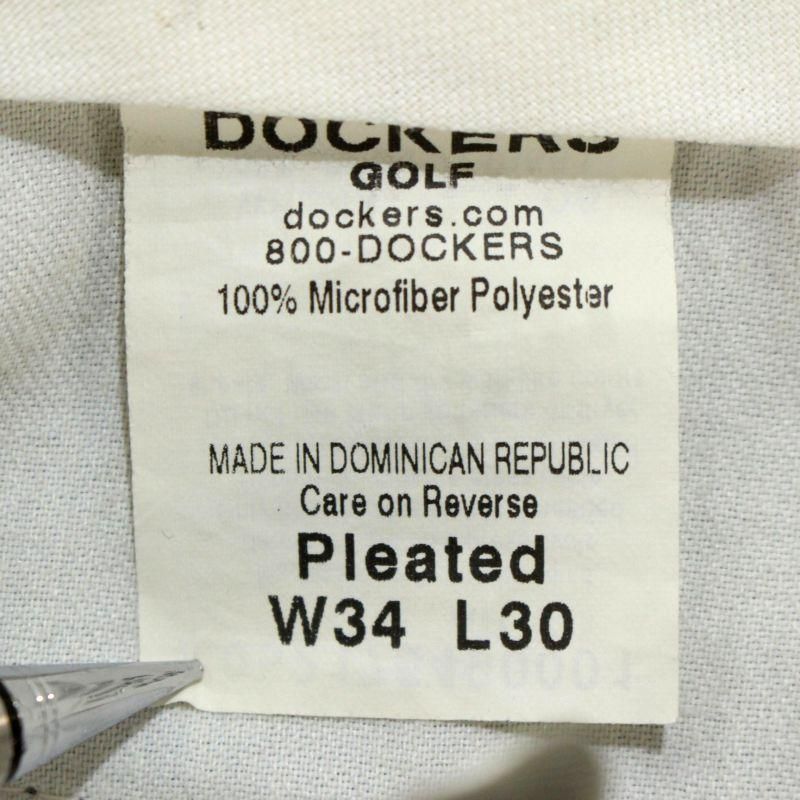 DOCKERS
GOLF
dockers.com
800-DOCKERS
100% Microfiber Polyester
MADE IN DOMINICAN REPUBLIC
Care on Reverse
Pleated
W34 L30